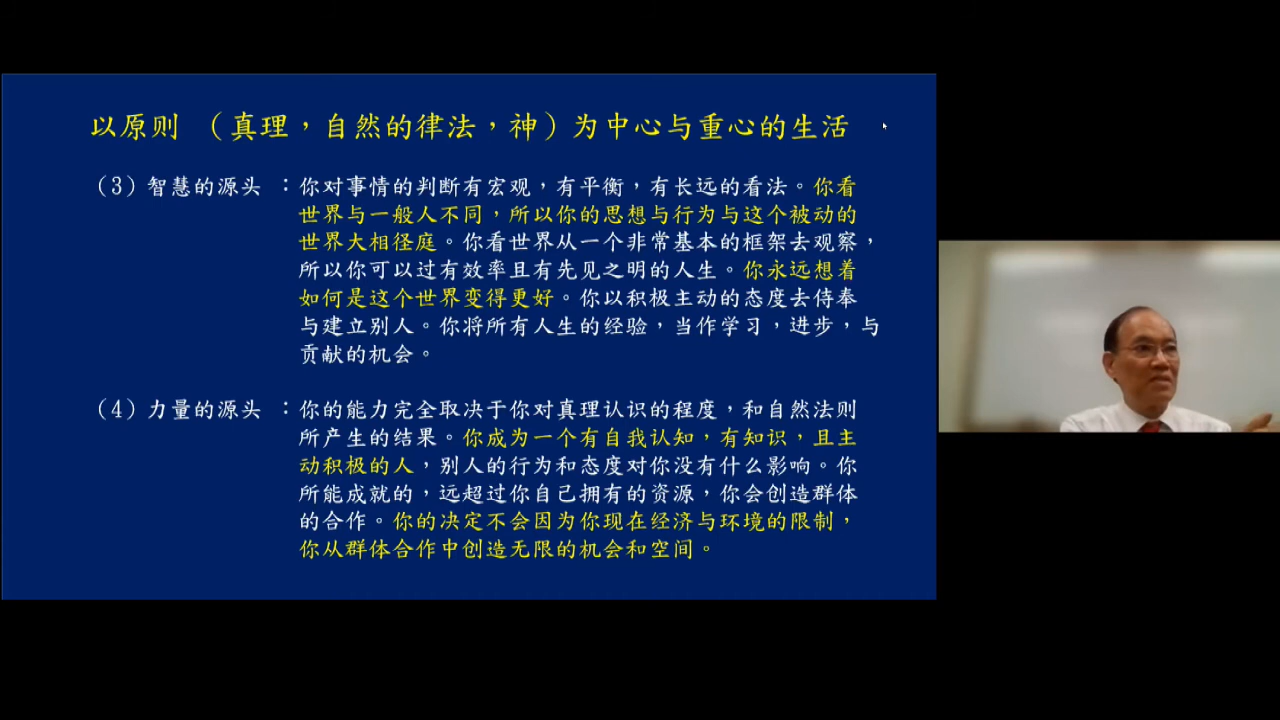 以原则 （真理，自然的律法，神）为中心与重心的生活
（3）智慧的源头 ：你对事情的判断有宏观，有平衡，有长远的看法。你看
世界与一般人不同，所以你的思想与行为与这个被动的
世界大相径庭。你看世界从一个非常基本的框架去观察，
所以你可以过有效率且有先见之明的人生。你永远想着
如何是这个世界变得更好。你以积极主动的态度去侍奉
与建立别人。你将所有人生的经验，当作学习，进步，与
贡献的机会。
（4）力量的源头 ：你的能力完全取决于你对真理认识的程度，和自然法则
所产生的结果。你成为一个有自我认知，有知识，且主
动积极的人，别人的行为和态度对你没有什么影响。你
所能成就的，远超过你自己拥有的资源，你会创造群体
的合作。你的决定不会因为你现在经济与环境的限制，
你从群体合作中创造无限的机会和空间。